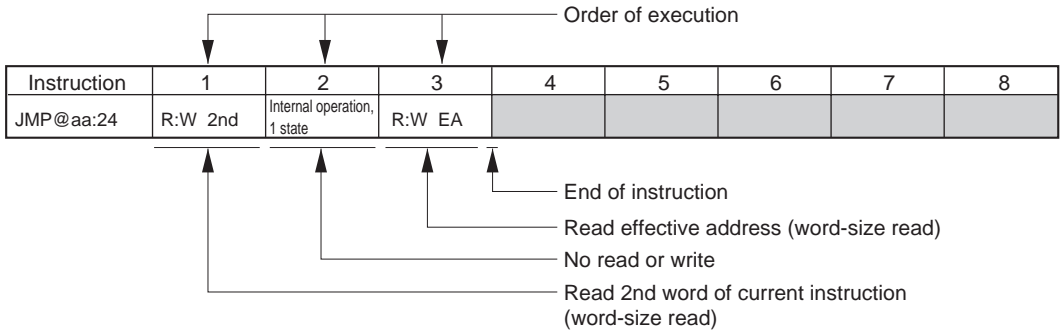 Order of execution
Instruction 1 2 3 4 5 6 7 8
JMP@aa:24 R:W 2nd Internal operation, 1 state R:W EA
End of instruction
Read effective address (word-size read)
No read or write
Read 2nd word of current instruction
(word-size read)